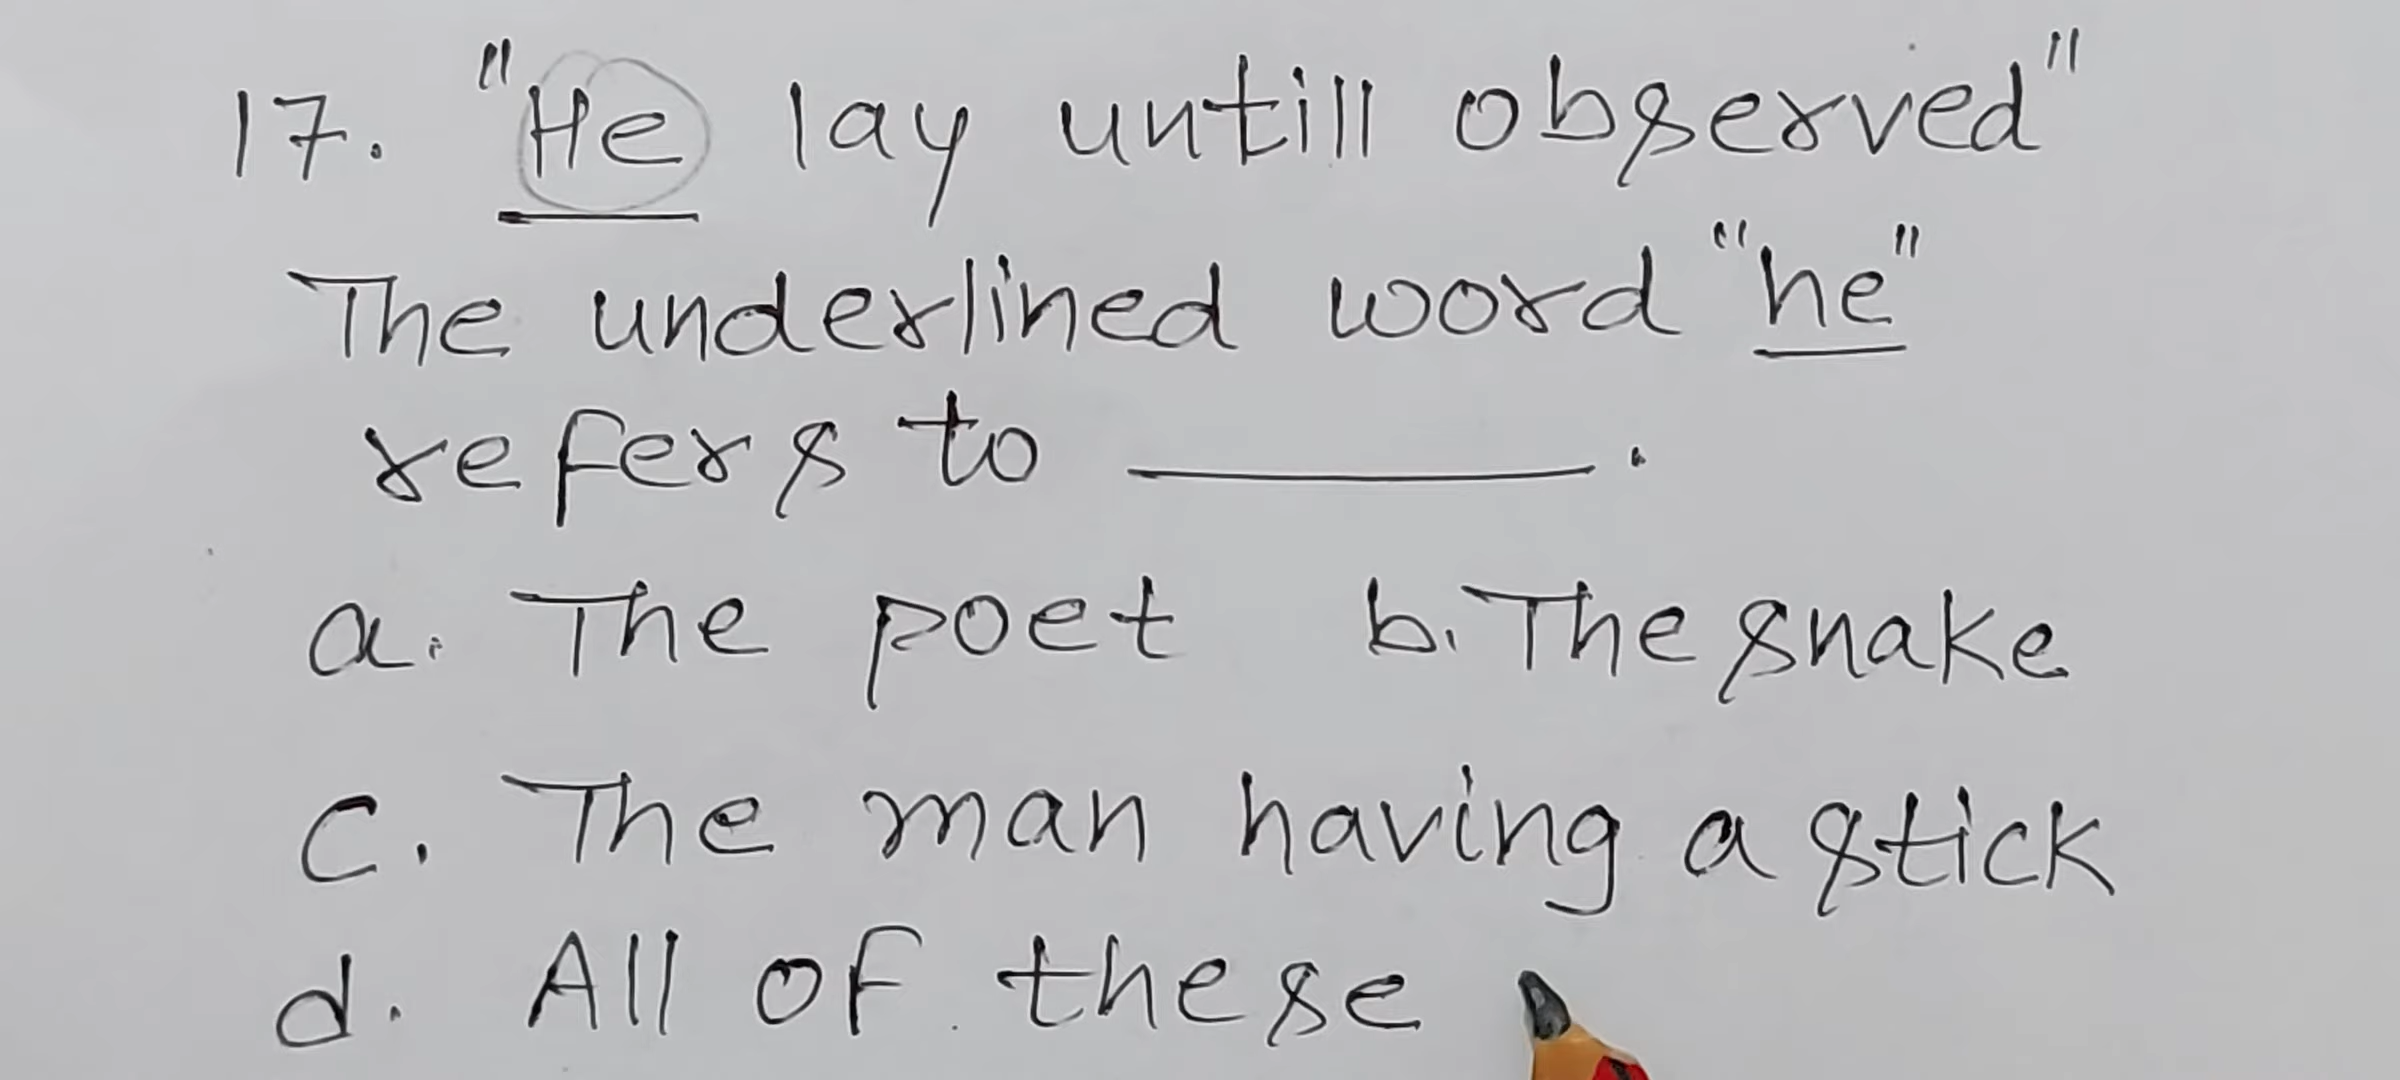 17. "He lay untill observed"
The underlined word "he"
refers to ________.
a. The poet b. The snake
c. The man having a stick
d. All of these